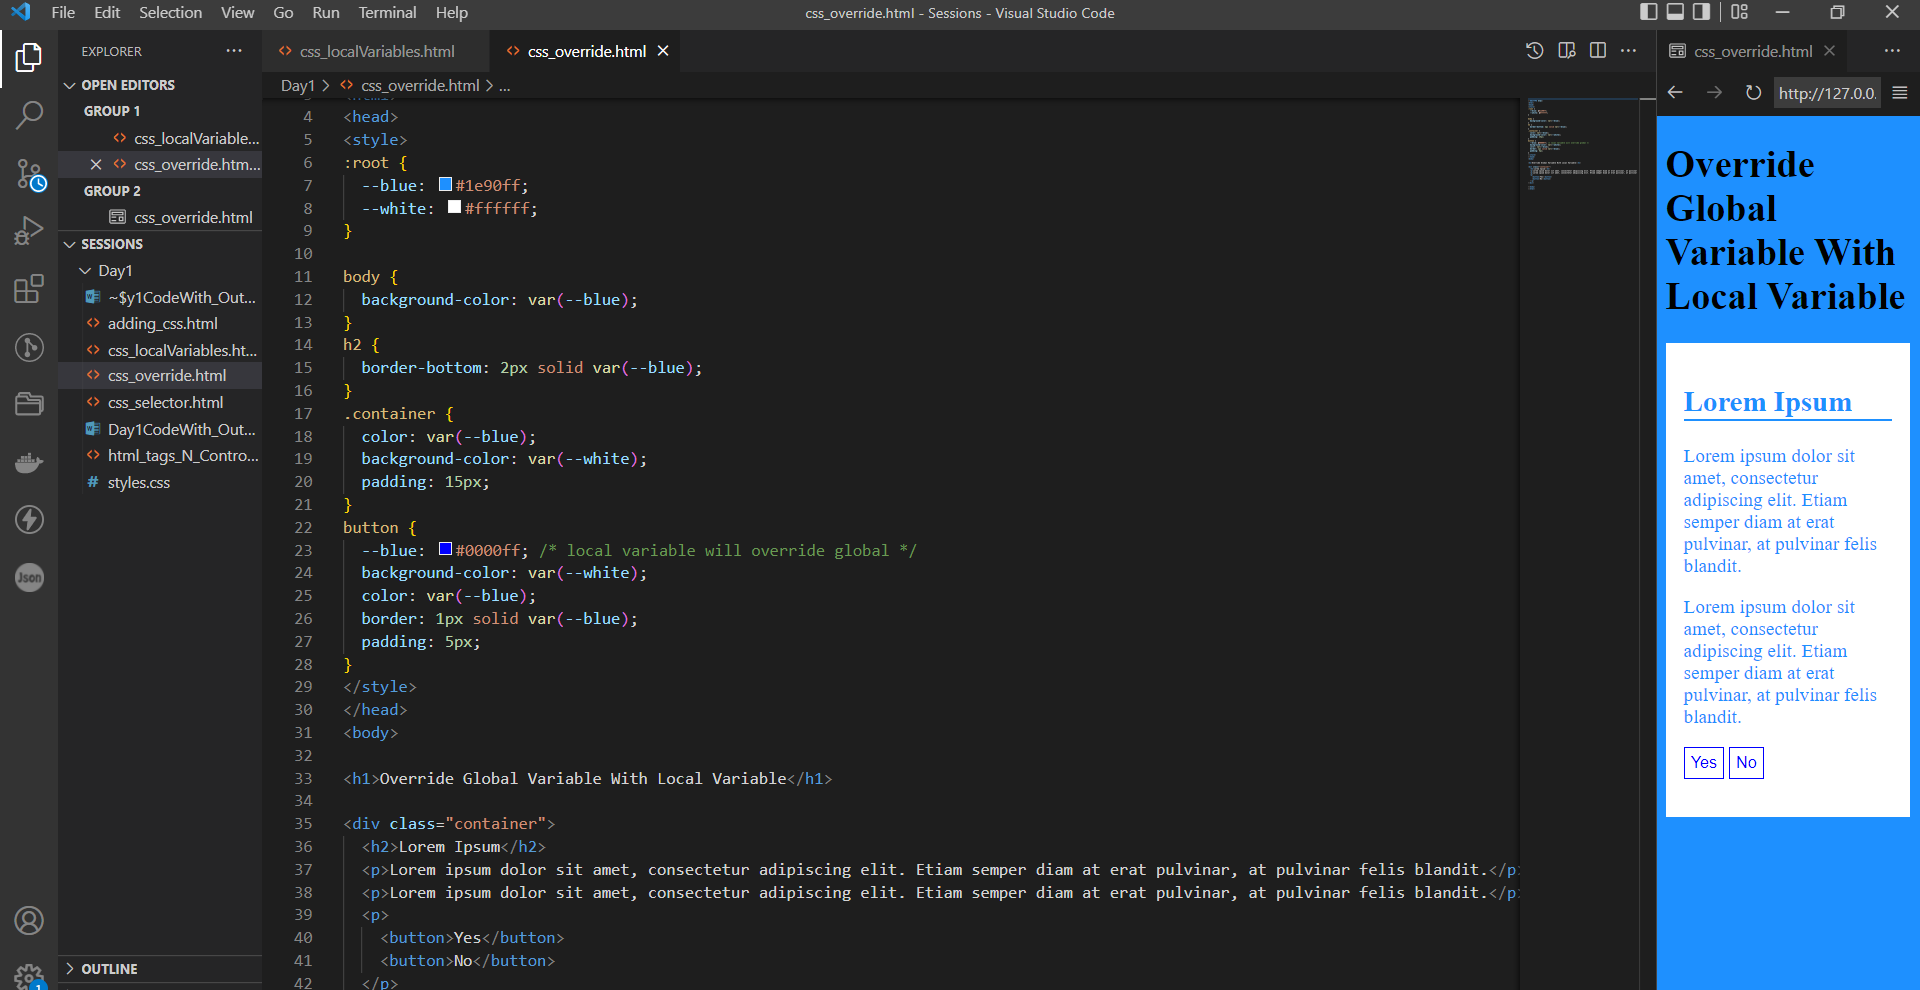 File Edit Selection View Go Run Terminal Help
css_override.html - Sessions - Visual Studio Code
EXPLORER
OPEN EDITORS
GROUP 1
css_localVariable...
css_override.htm...
GROUP 2
css_override.html
SESSIONS
Day1
~$y1CodeWith_Out...
adding_css.html
css_localVariables.ht...
css_override.html
css_selector.html
Day1CodeWith_Out...
html_tags_N_Contro...
# styles.css
OUTLINE
Json
1
css_localVariables.html
css_override.html
Day1 > css_override.html > ...
4 <head>
5 <style>
6 :root {
7 --blue: #1e90ff;
8 --white: #ffffff;
9 }
10
11 body {
12 background-color: var(--blue);
13 }
14 h2 {
15 border-bottom: 2px solid var(--blue);
16 }
17 .container {
18 color: var(--blue);
19 background-color: var(--white);
20 padding: 15px;
21 }
22 button {
23 --blue: #0000ff; /* local variable will override global */
24 background-color: var(--white);
25 color: var(--blue);
26 border: 1px solid var(--blue);
27 padding: 5px;
28 }
29 </style>
30 </head>
31 <body>
32
33 <h1>Override Global Variable With Local Variable</h1>
34
35 <div class="container">
36 <h2>Lorem Ipsum</h2>
37 <p>Lorem ipsum dolor sit amet, consectetur adipiscing elit. Etiam semper diam at erat pulvinar, at pulvinar felis blandit.</p>
38 <p>Lorem ipsum dolor sit amet, consectetur adipiscing elit. Etiam semper diam at erat pulvinar, at pulvinar felis blandit.</p>
39 <p>
40 <button>Yes</button>
41 <button>No</button>
42 </p>
css_override.html
http://127.0.0.
Override
Global
Variable With
Local Variable
Lorem Ipsum
Lorem ipsum dolor sit
amet, consectetur
adipiscing elit. Etiam
semper diam at erat
pulvinar, at pulvinar felis
blandit.
Lorem ipsum dolor sit
amet, consectetur
adipiscing elit. Etiam
semper diam at erat
pulvinar, at pulvinar felis
blandit.
Yes No